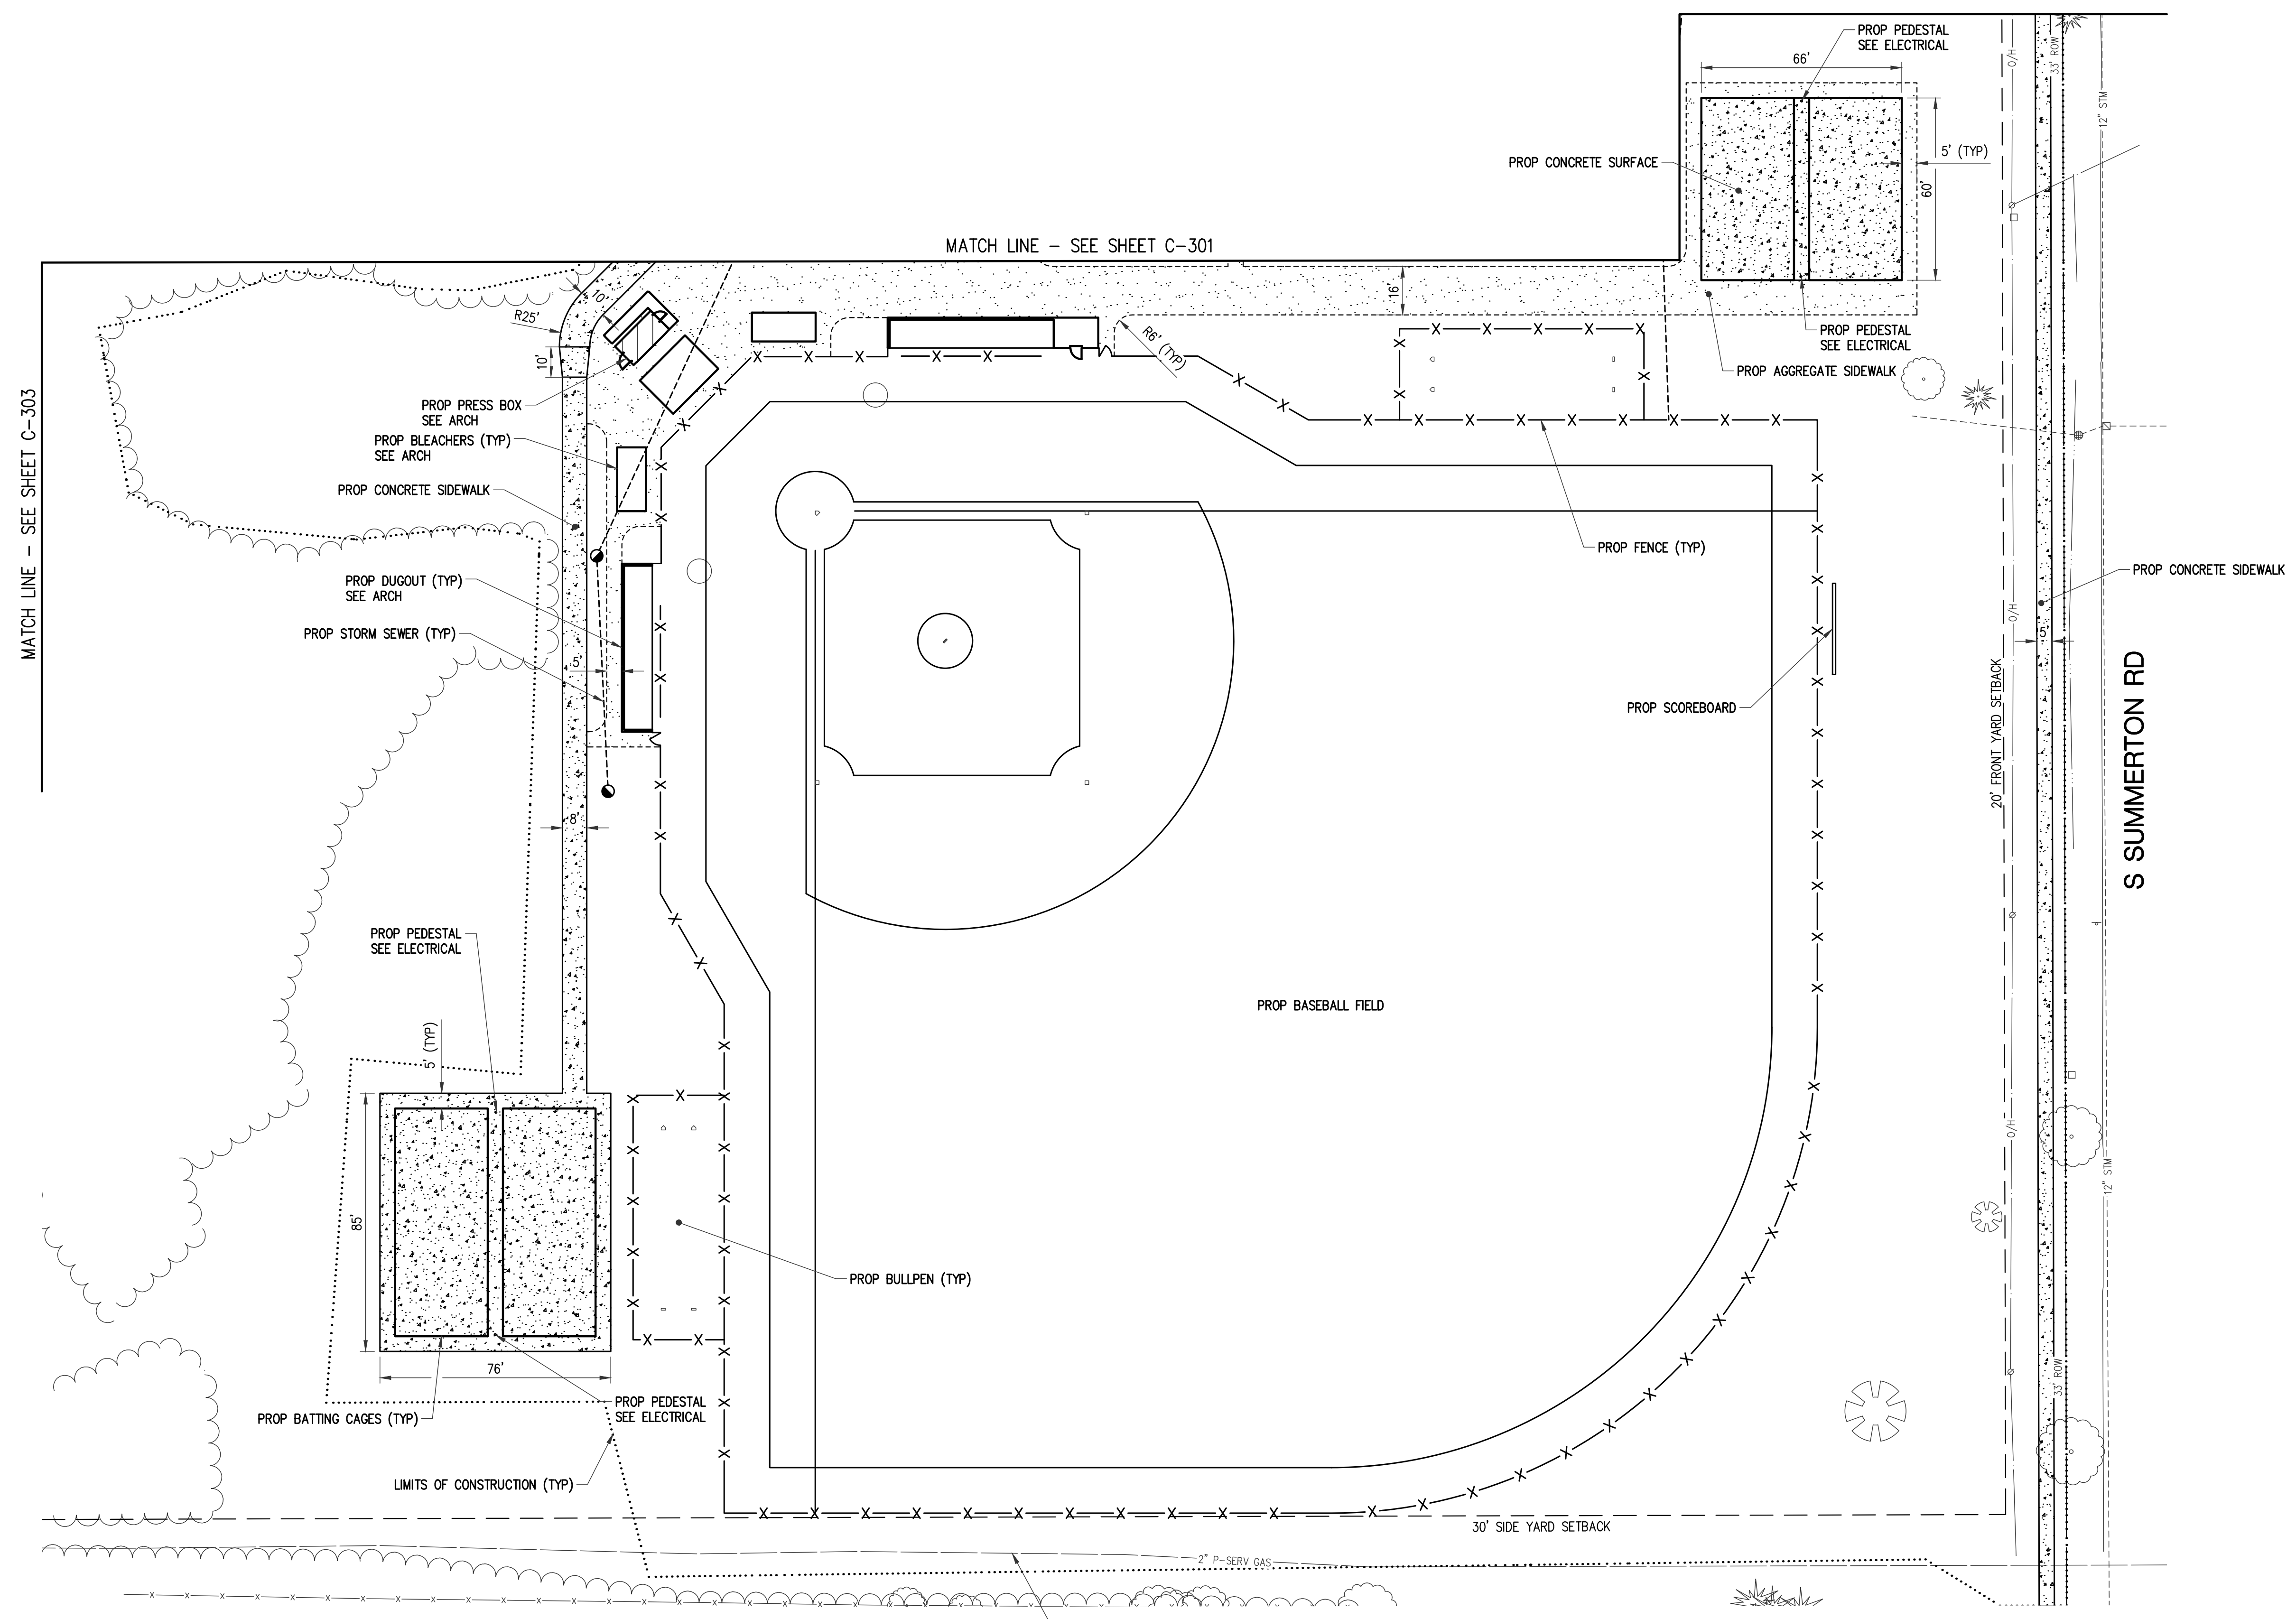 PROP PEDESTAL
SEE ELECTRICAL
66'
O/H
33' ROW
12" STM
PROP CONCRETE SURFACE
5' (TYP)
60'
MATCH LINE - SEE SHEET C-301
10'
R25'
16'
10'
R6' (TYP)
PROP PEDESTAL
SEE ELECTRICAL
PROP AGGREGATE SIDEWALK
MATCH LINE - SEE SHEET C-303
PROP PRESS BOX
SEE ARCH
PROP BLEACHERS (TYP)
SEE ARCH
PROP CONCRETE SIDEWALK
PROP FENCE (TYP)
PROP CONCRETE SIDEWALK
PROP DUGOUT (TYP)
SEE ARCH
O/H
PROP STORM SEWER (TYP)
5'
5'
PROP SCOREBOARD
20' FRONT YARD SETBACK
S SUMMERTON RD
8'
PROP PEDESTAL
SEE ELECTRICAL
PROP BASEBALL FIELD
5' (TYP)
O/H
12" STM
85'
PROP BULLPEN (TYP)
76'
33' ROW
PROP PEDESTAL
SEE ELECTRICAL
PROP BATTING CAGES (TYP)
LIMITS OF CONSTRUCTION (TYP)
30' SIDE YARD SETBACK
2" P-SERV GAS